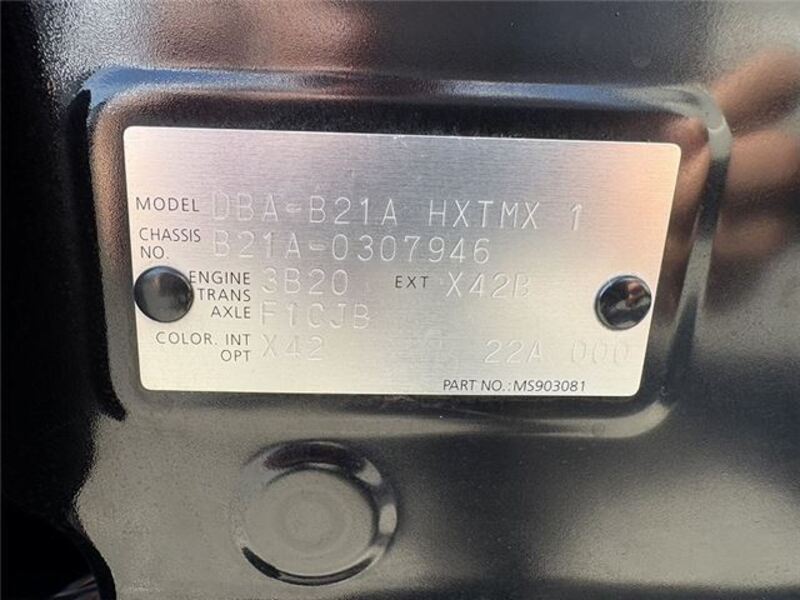 MODEL DBA-B21A HXTMX 1
CHASSIS NO. B21A-0307946
ENGINE 3B20 EXT X42B
TRANS AXLE F1CJB
COLOR. INT OPT X42 22A 000
PART NO.: MS903081